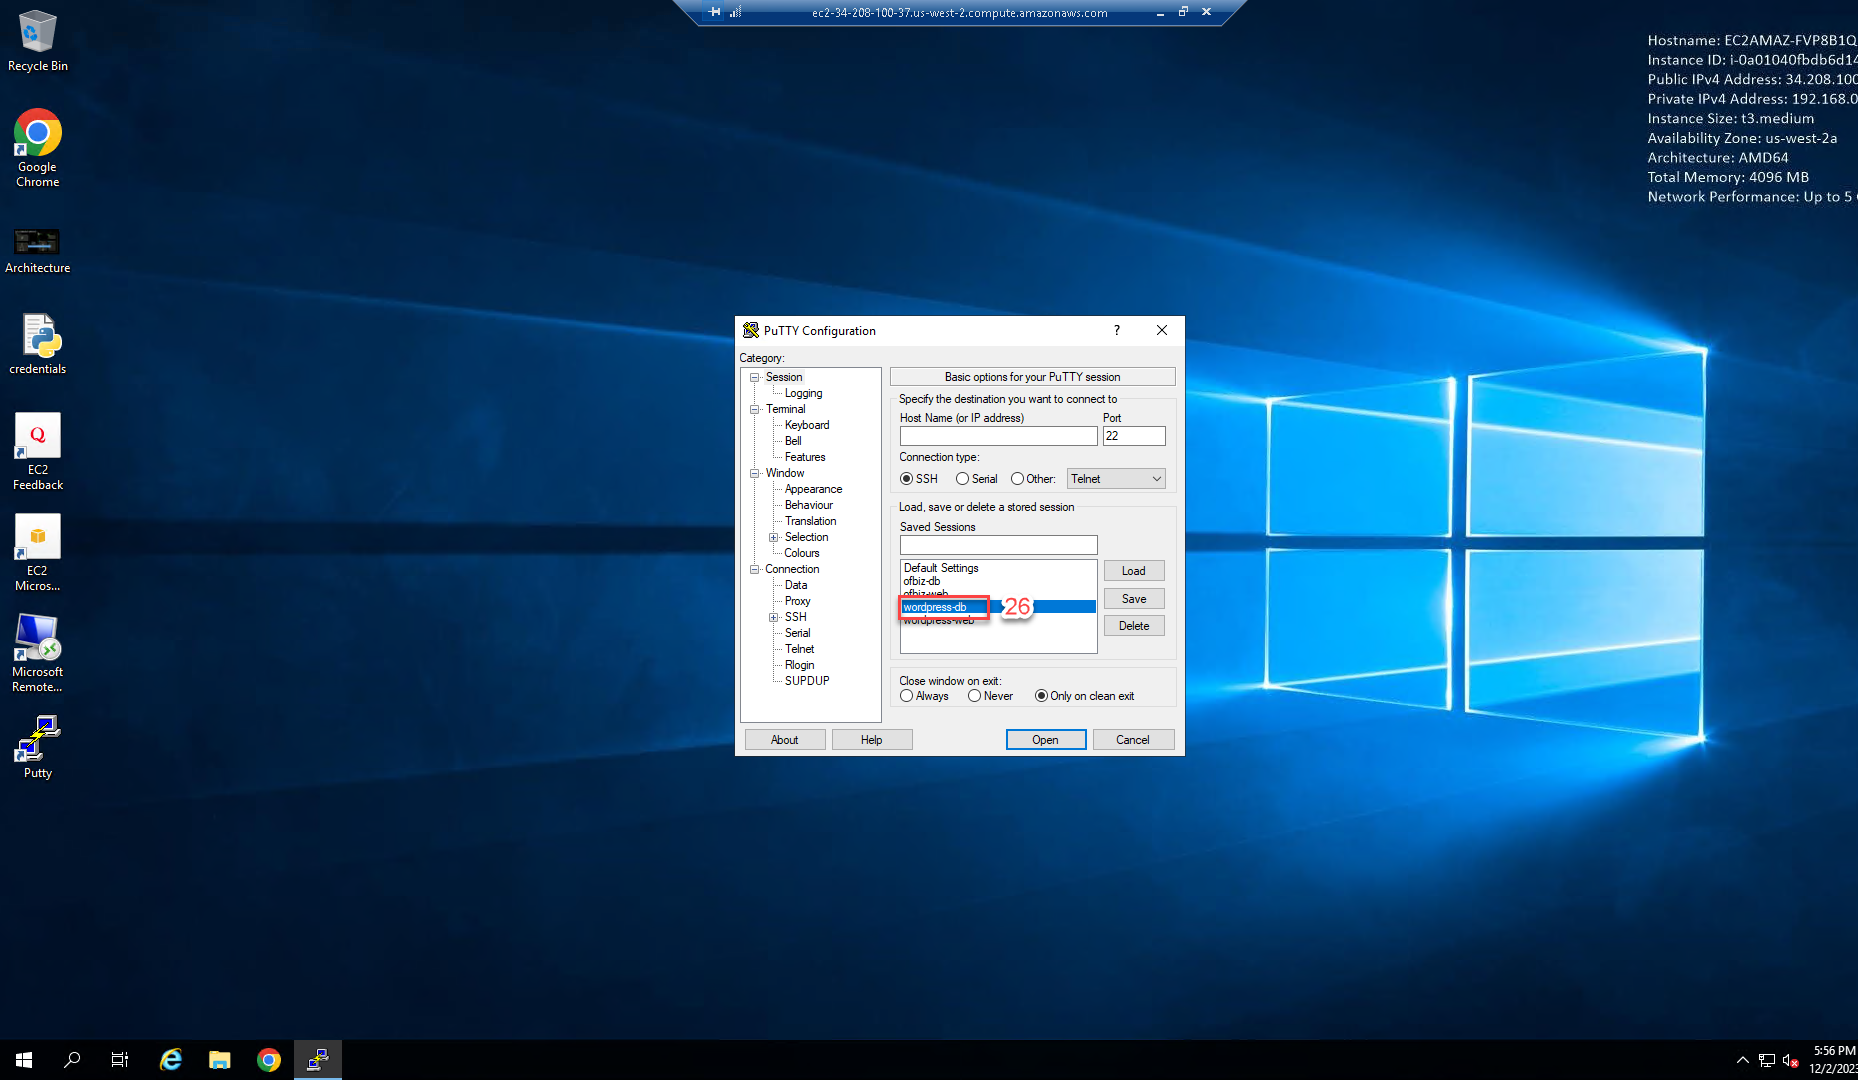 ec2-34-208-100-37.us-west-2.compute.amazonaws.com
Recycle Bin
Google
Chrome
Architecture
credentials
EC2
Feedback
EC2
Micros...
Microsoft
Remote...
Putty
Hostname: EC2AMAZ-FVP8B1Q
Instance ID: i-0a01040fbdb6d14
Public IPv4 Address: 34.208.100
Private IPv4 Address: 192.168.0
Instance Size: t3.medium
Availability Zone: us-west-2a
Architecture: AMD64
Total Memory: 4096 MB
Network Performance: Up to 5
PuTTY Configuration
?
Category:
Session
Logging
Terminal
Keyboard
Bell
Features
Window
Appearance
Behaviour
Translation
Selection
Colours
Connection
Data
Proxy
SSH
Serial
Telnet
Rlogin
SUPDUP
Basic options for your PuTTY session
Specify the destination you want to connect to
Host Name (or IP address) Port
22
Connection type:
SSH Serial Other: Telnet
Load, save or delete a stored session
Saved Sessions
Default Settings
ofbiz-db
ofbiz-web
wordpress-db 26
wordpress-web
Load
Save
Delete
Close window on exit:
Always Never Only on clean exit
About Help Open Cancel
5:56 PM
12/2/2023